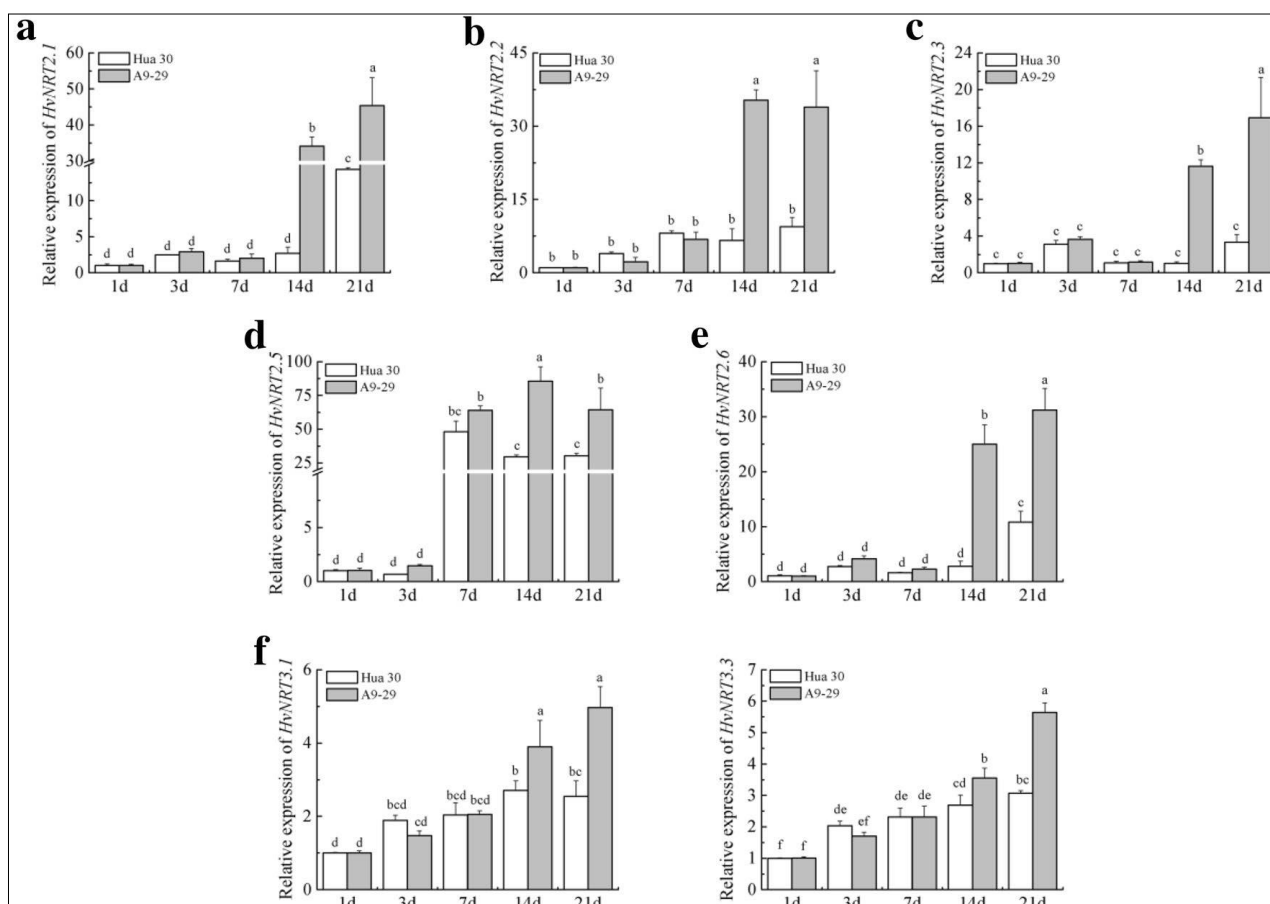 a
Relative expression of HvNRT2.1
60
50
40
30
10
5
0
Hua 30
A9-29
d d d d d d d b c a
1d 3d 7d 14d 21d
b
Relative expression of HvNRT2.2
45
30
15
0
Hua 30
A9-29
b b b b b b b a b a
1d 3d 7d 14d 21d
c
Relative expression of HvNRT2.3
24
20
16
12
8
4
0
Hua 30
A9-29
c c c c c c c b c a
1d 3d 7d 14d 21d
d
Relative expression of HvNRT2.5
100
75
50
25
5
0
Hua 30
A9-29
d d d d bc b c a c b
1d 3d 7d 14d 21d
e
Relative expression of HvNRT2.6
40
30
20
10
0
Hua 30
A9-29
d d d d d d d b c a
1d 3d 7d 14d 21d
f
Relative expression of HvNRT3.1
6
4
2
0
Hua 30
A9-29
d d bcd cd bcd bcd b a bc a
1d 3d 7d 14d 21d
Relative expression of HvNRT3.3
7
6
5
4
3
2
1
0
Hua 30
A9-29
f f de ef de de cd b bc a
1d 3d 7d 14d 21d